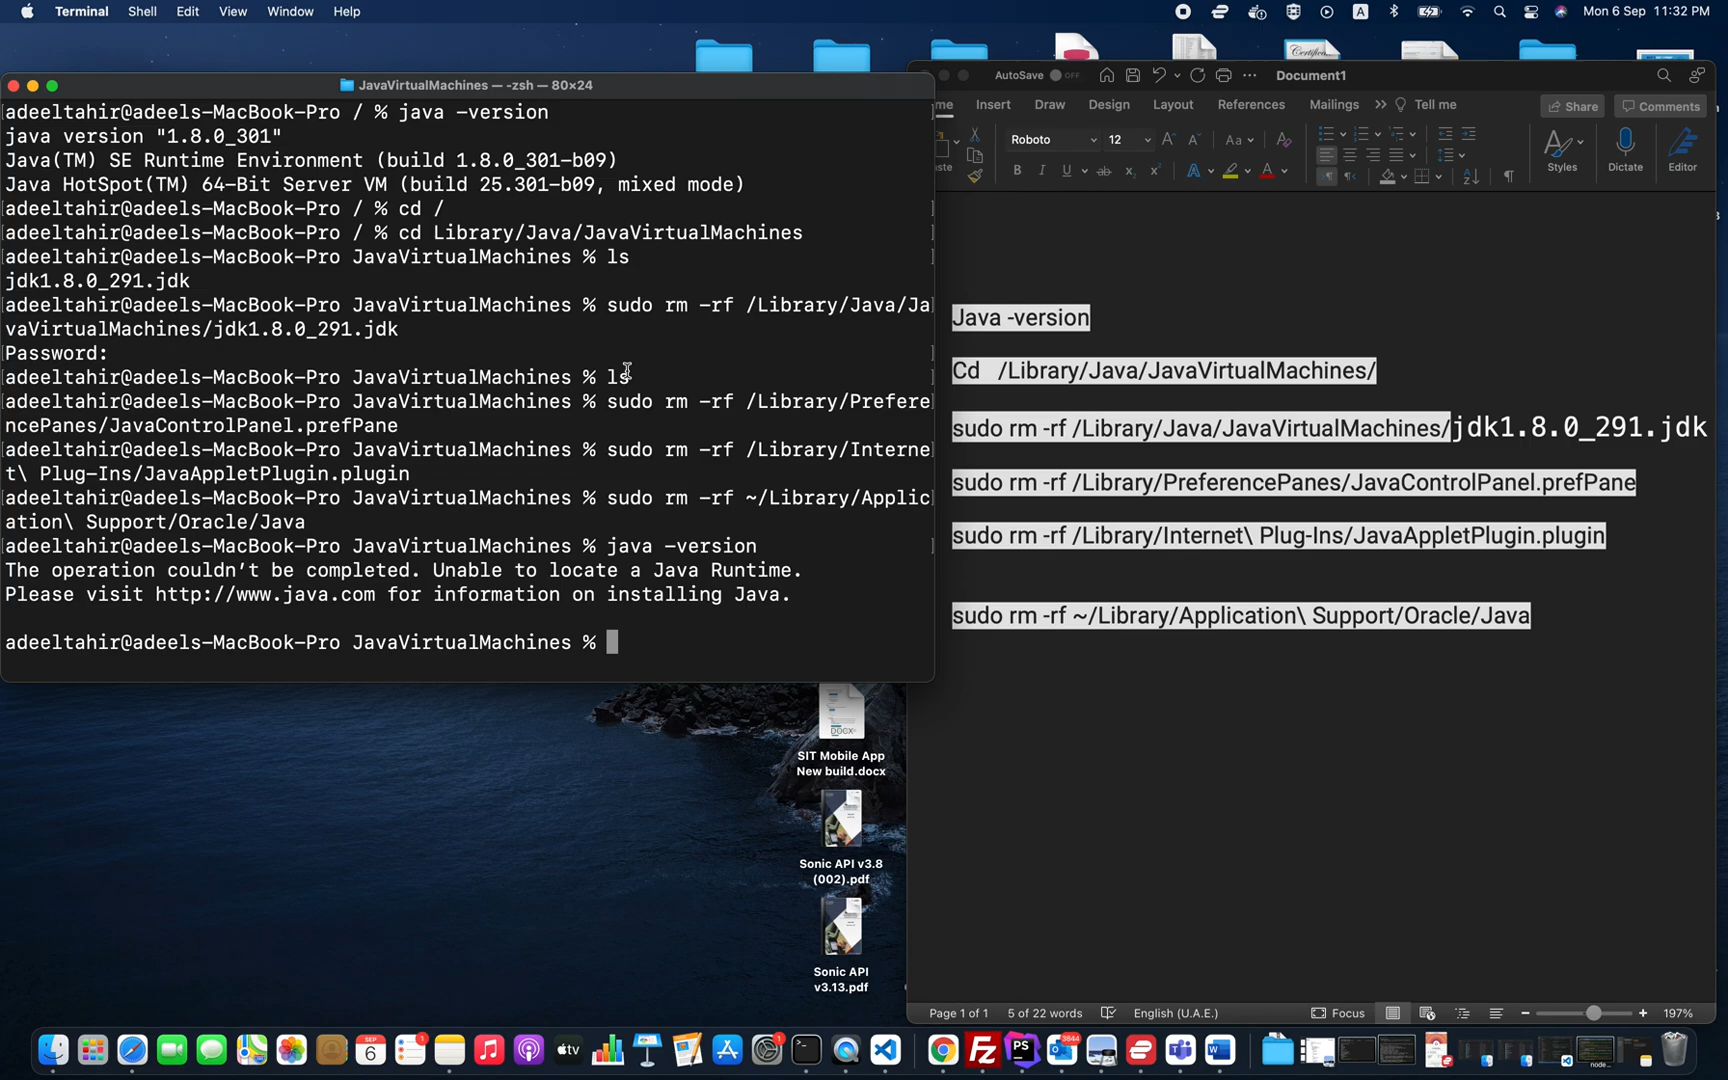 Terminal Shell Edit View Window Help
Mon 6 Sep 11:32 PM
JavaVirtualMachines — -zsh — 80×24
adeeltahir@adeels-MacBook-Pro / % java -version
java version "1.8.0_301"
Java(TM) SE Runtime Environment (build 1.8.0_301-b09)
Java HotSpot(TM) 64-Bit Server VM (build 25.301-b09, mixed mode)
adeeltahir@adeels-MacBook-Pro / % cd /
adeeltahir@adeels-MacBook-Pro / % cd Library/Java/JavaVirtualMachines
adeeltahir@adeels-MacBook-Pro JavaVirtualMachines % ls
jdk1.8.0_291.jdk
adeeltahir@adeels-MacBook-Pro JavaVirtualMachines % sudo rm -rf /Library/Java/Ja
vaVirtualMachines/jdk1.8.0_291.jdk
Password:
adeeltahir@adeels-MacBook-Pro JavaVirtualMachines % ls
adeeltahir@adeels-MacBook-Pro JavaVirtualMachines % sudo rm -rf /Library/Prefere
ncePanes/JavaControlPanel.prefPane
adeeltahir@adeels-MacBook-Pro JavaVirtualMachines % sudo rm -rf /Library/Interne
t\ Plug-Ins/JavaAppletPlugin.plugin
adeeltahir@adeels-MacBook-Pro JavaVirtualMachines % sudo rm -rf ~/Library/Applic
ation\ Support/Oracle/Java
adeeltahir@adeels-MacBook-Pro JavaVirtualMachines % java -version
The operation couldn’t be completed. Unable to locate a Java Runtime.
Please visit http://www.java.com for information on installing Java.
adeeltahir@adeels-MacBook-Pro JavaVirtualMachines %
AutoSave OFF
Document1
me Insert Draw Design Layout References Mailings Tell me
Share Comments
Roboto 12
Styles Dictate Editor
Java -version
Cd /Library/Java/JavaVirtualMachines/
sudo rm -rf /Library/Java/JavaVirtualMachines/jdk1.8.0_291.jdk
sudo rm -rf /Library/PreferencePanes/JavaControlPanel.prefPane
sudo rm -rf /Library/Internet\ Plug-Ins/JavaAppletPlugin.plugin
sudo rm -rf ~/Library/Application\ Support/Oracle/Java
DOCX
SIT Mobile App
New build.docx
Sonic API v3.8
(002).pdf
Sonic API
v3.13.pdf
Page 1 of 1 5 of 22 words English (U.A.E.) Focus 197%
SEP
6
1
tv
1
3844